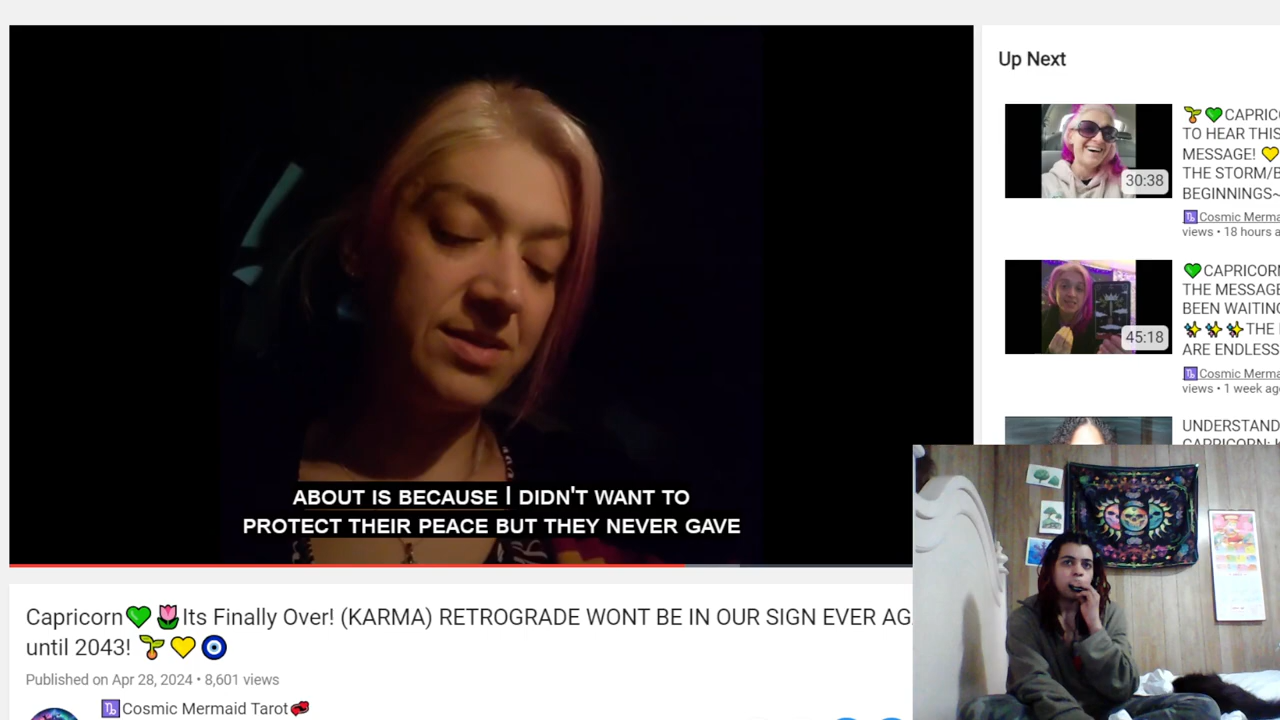 Up Next
CAPRICO
TO HEAR THIS
MESSAGE!
THE STORM/B
BEGINNINGS~
30:38
Cosmic Merma
views • 18 hours a
CAPRICORN
THE MESSAGE
BEEN WAITING
THE
ARE ENDLESS
45:18
Cosmic Merma
views • 1 week ago
UNDERSTAND
ABOUT IS BECAUSE I DIDN'T WANT TO
PROTECT THEIR PEACE BUT THEY NEVER GAVE
Capricorn💚🌷Its Finally Over! (KARMA) RETROGRADE WONT BE IN OUR SIGN EVER AG
until 2043! 🌱💛🧿
Published on Apr 28, 2024 • 8,601 views
♑Cosmic Mermaid Tarot💞